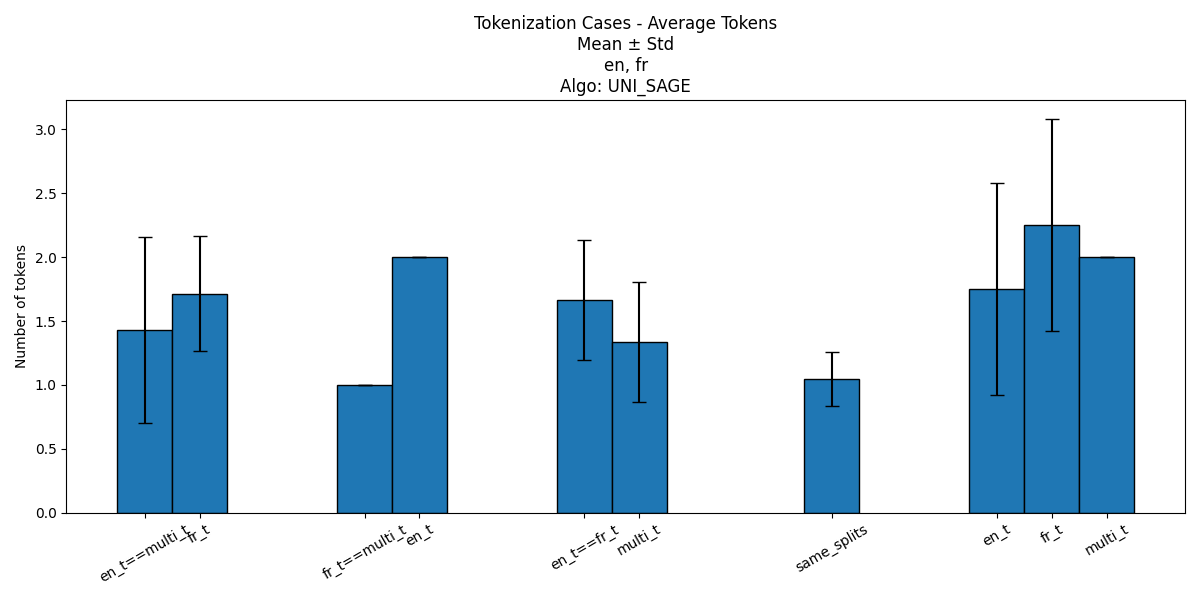 Tokenization Cases - Average Tokens
Mean ± Std
en, fr
Algo: UNI_SAGE
Number of tokens
3.0
2.5
2.0
1.5
1.0
0.5
0.0
en_t==multi_t
fr_t
fr_t==multi_t
en_t
en_t==fr_t
multi_t
same_splits
en_t
fr_t
multi_t